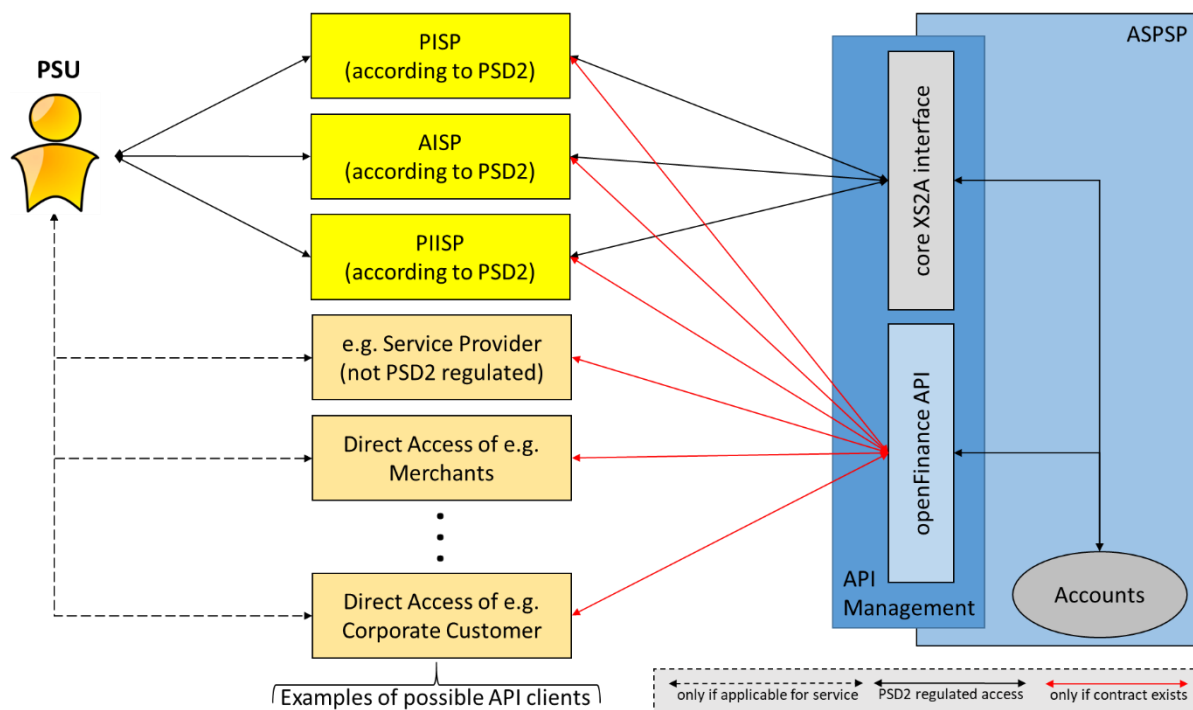 PSU
PISP
(according to PSD2)
AISP
(according to PSD2)
PIISP
(according to PSD2)
e.g. Service Provider
(not PSD2 regulated)
Direct Access of e.g.
Merchants
Direct Access of e.g.
Corporate Customer
Examples of possible API clients
ASPSP
core XS2A interface
openFinance API
API
Management
Accounts
only if applicable for service
PSD2 regulated access
only if contract exists